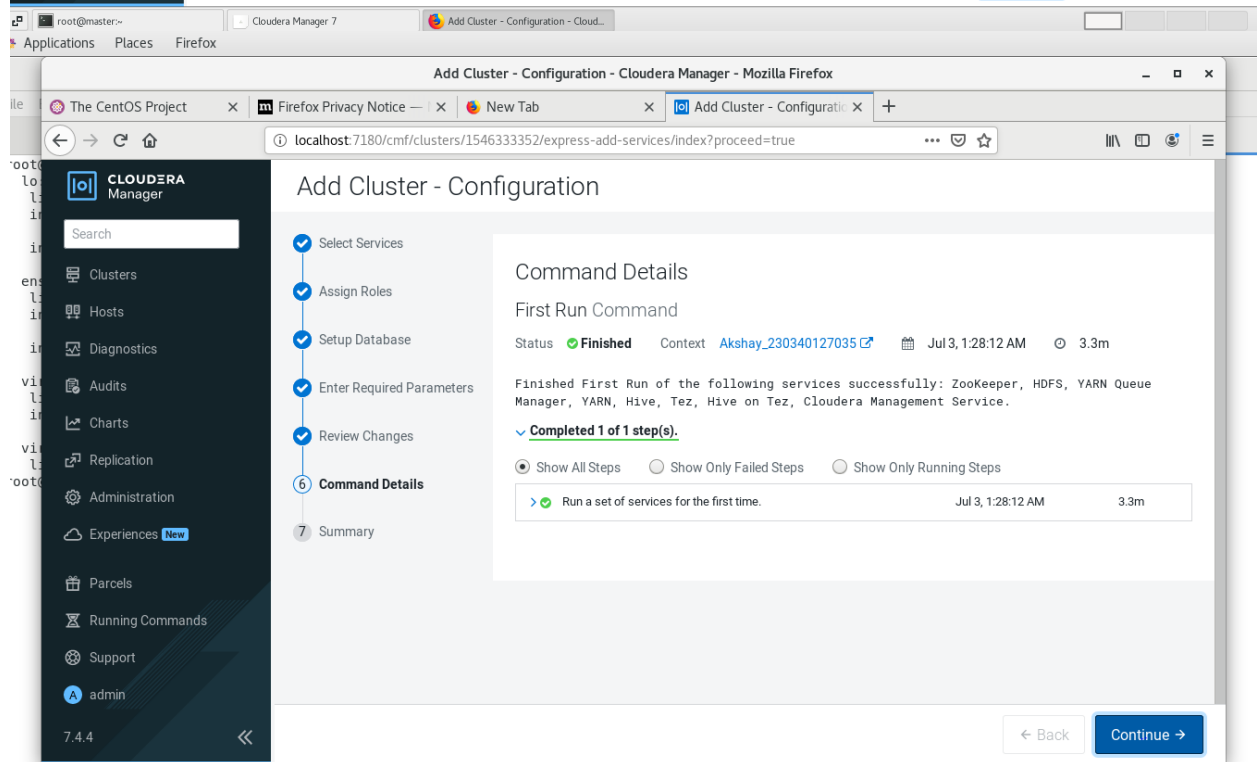 root@master:~
Cloudera Manager 7
Add Cluster - Configuration - Cloud...
Applications Places Firefox
Add Cluster - Configuration - Cloudera Manager - Mozilla Firefox
The CentOS Project
Firefox Privacy Notice —
New Tab
Add Cluster - Configuratio
localhost:7180/cmf/clusters/1546333352/express-add-services/index?proceed=true
CLOUDERA
Manager
Search
Clusters
Hosts
Diagnostics
Audits
Charts
Replication
Administration
Experiences New
Parcels
Running Commands
Support
A admin
7.4.4
Add Cluster - Configuration
Select Services
Assign Roles
Setup Database
Enter Required Parameters
Review Changes
6 Command Details
7 Summary
Command Details
First Run Command
Status Finished Context Akshay_230340127035 Jul 3, 1:28:12 AM 3.3m
Finished First Run of the following services successfully: ZooKeeper, HDFS, YARN Queue
Manager, YARN, Hive, Tez, Hive on Tez, Cloudera Management Service.
Completed 1 of 1 step(s).
Show All Steps Show Only Failed Steps Show Only Running Steps
Run a set of services for the first time. Jul 3, 1:28:12 AM 3.3m
← Back Continue →